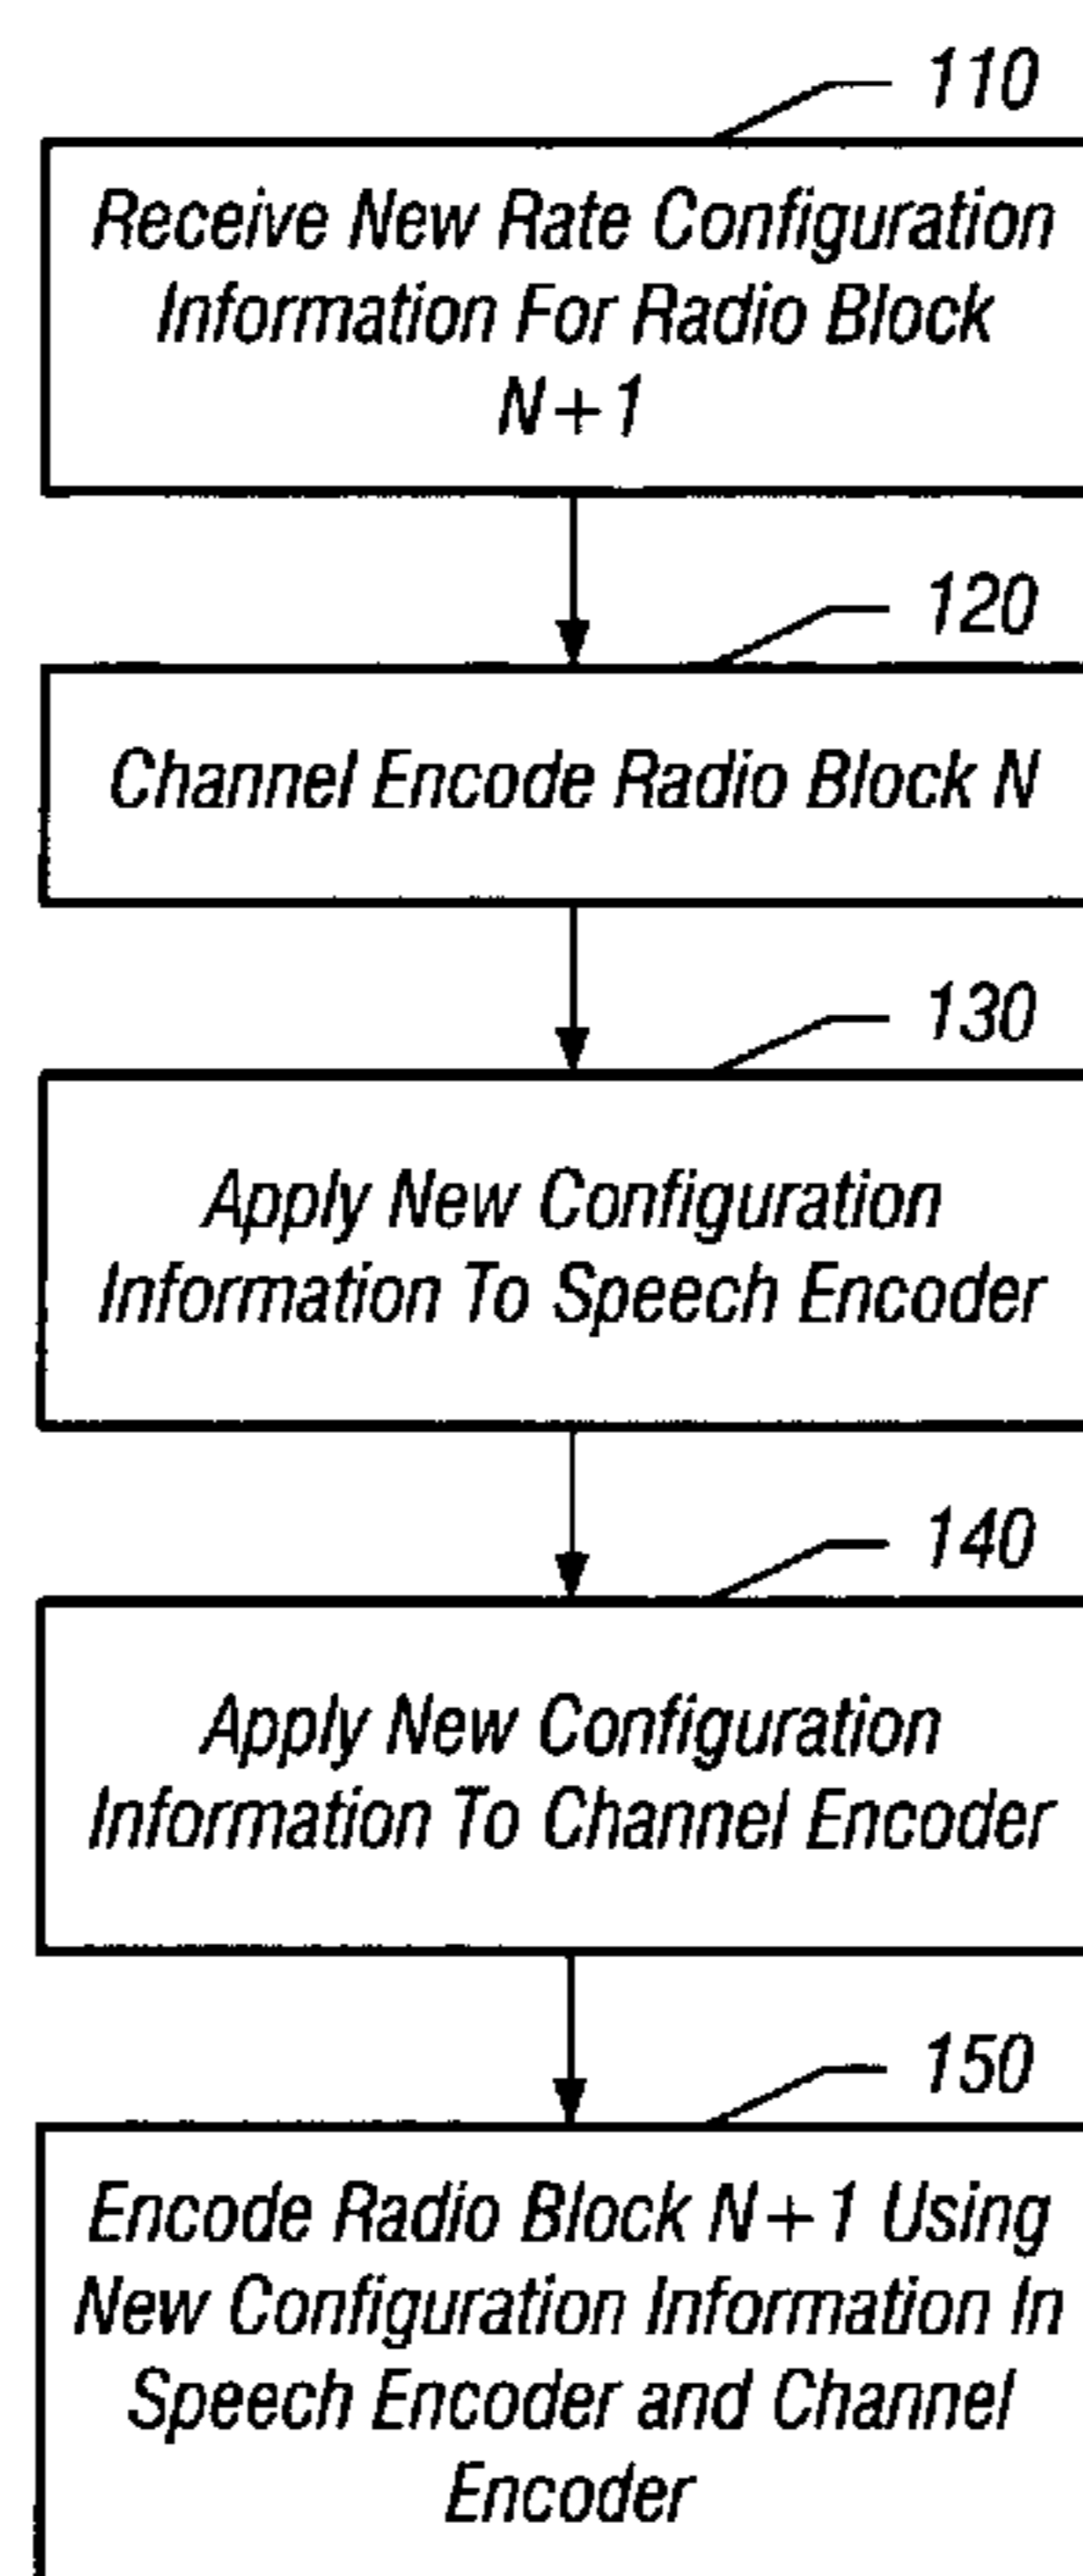 110
Receive New Rate Configuration
Information For Radio Block
N+1
120
Channel Encode Radio Block N
130
Apply New Configuration
Information To Speech Encoder
140
Apply New Configuration
Information To Channel Encoder
150
Encode Radio Block N+1 Using
New Configuration Information In
Speech Encoder and Channel
Encoder